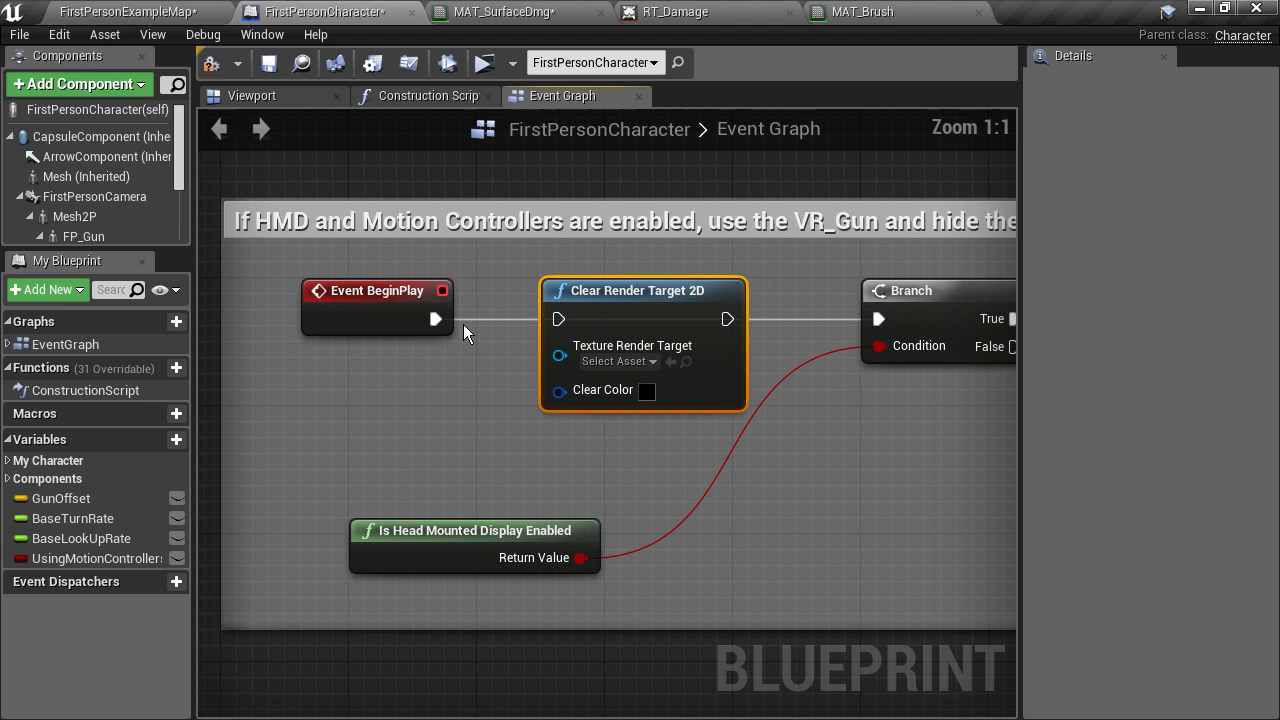 FirstPersonExampleMap*
FirstPersonCharacter*
MAT_SurfaceDmg*
RT_Damage
MAT_Brush
File
Edit
Asset
View
Debug
Window
Help
Parent class: Character
Components
+Add Component
FirstPersonCharacter(self)
CapsuleComponent (Inhe
ArrowComponent (Inher
Mesh (Inherited)
FirstPersonCamera
Mesh2P
FP_Gun
My Blueprint
+Add New
Searc
Graphs
EventGraph
Functions (31 Overridable)
ConstructionScript
Macros
Variables
My Character
Components
GunOffset
BaseTurnRate
BaseLookUpRate
UsingMotionControllers
Event Dispatchers
FirstPersonCharacter
Viewport
Construction Scrip
Event Graph
FirstPersonCharacter > Event Graph
Zoom 1:1
If HMD and Motion Controllers are enabled, use the VR_Gun and hide the
Event BeginPlay
Clear Render Target 2D
Texture Render Target
Select Asset
Clear Color
Branch
True
Condition
False
Is Head Mounted Display Enabled
Return Value
BLUEPRINT
Details